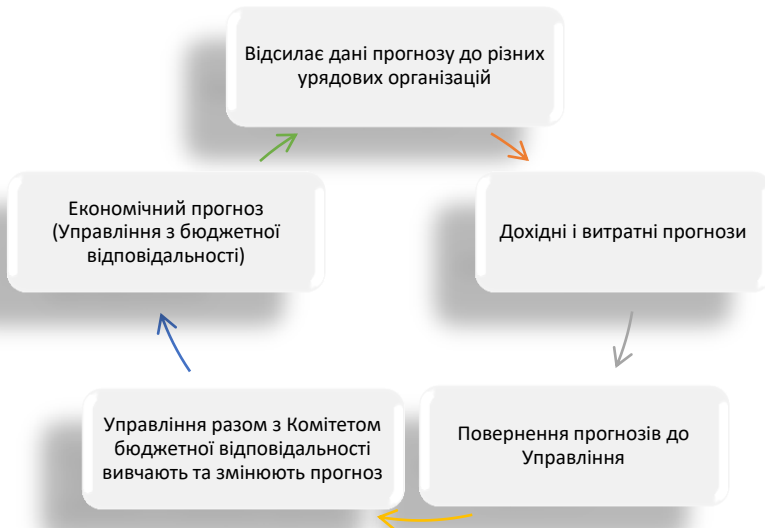 Відсилає дані прогнозу до різних
урядових організацій
Економічний прогноз
(Управління з бюджетної
відповідальності)
Дохідні і витратні прогнози
Управління разом з Комітетом
бюджетної відповідальності
вивчають та змінюють прогноз
Повернення прогнозів до
Управління